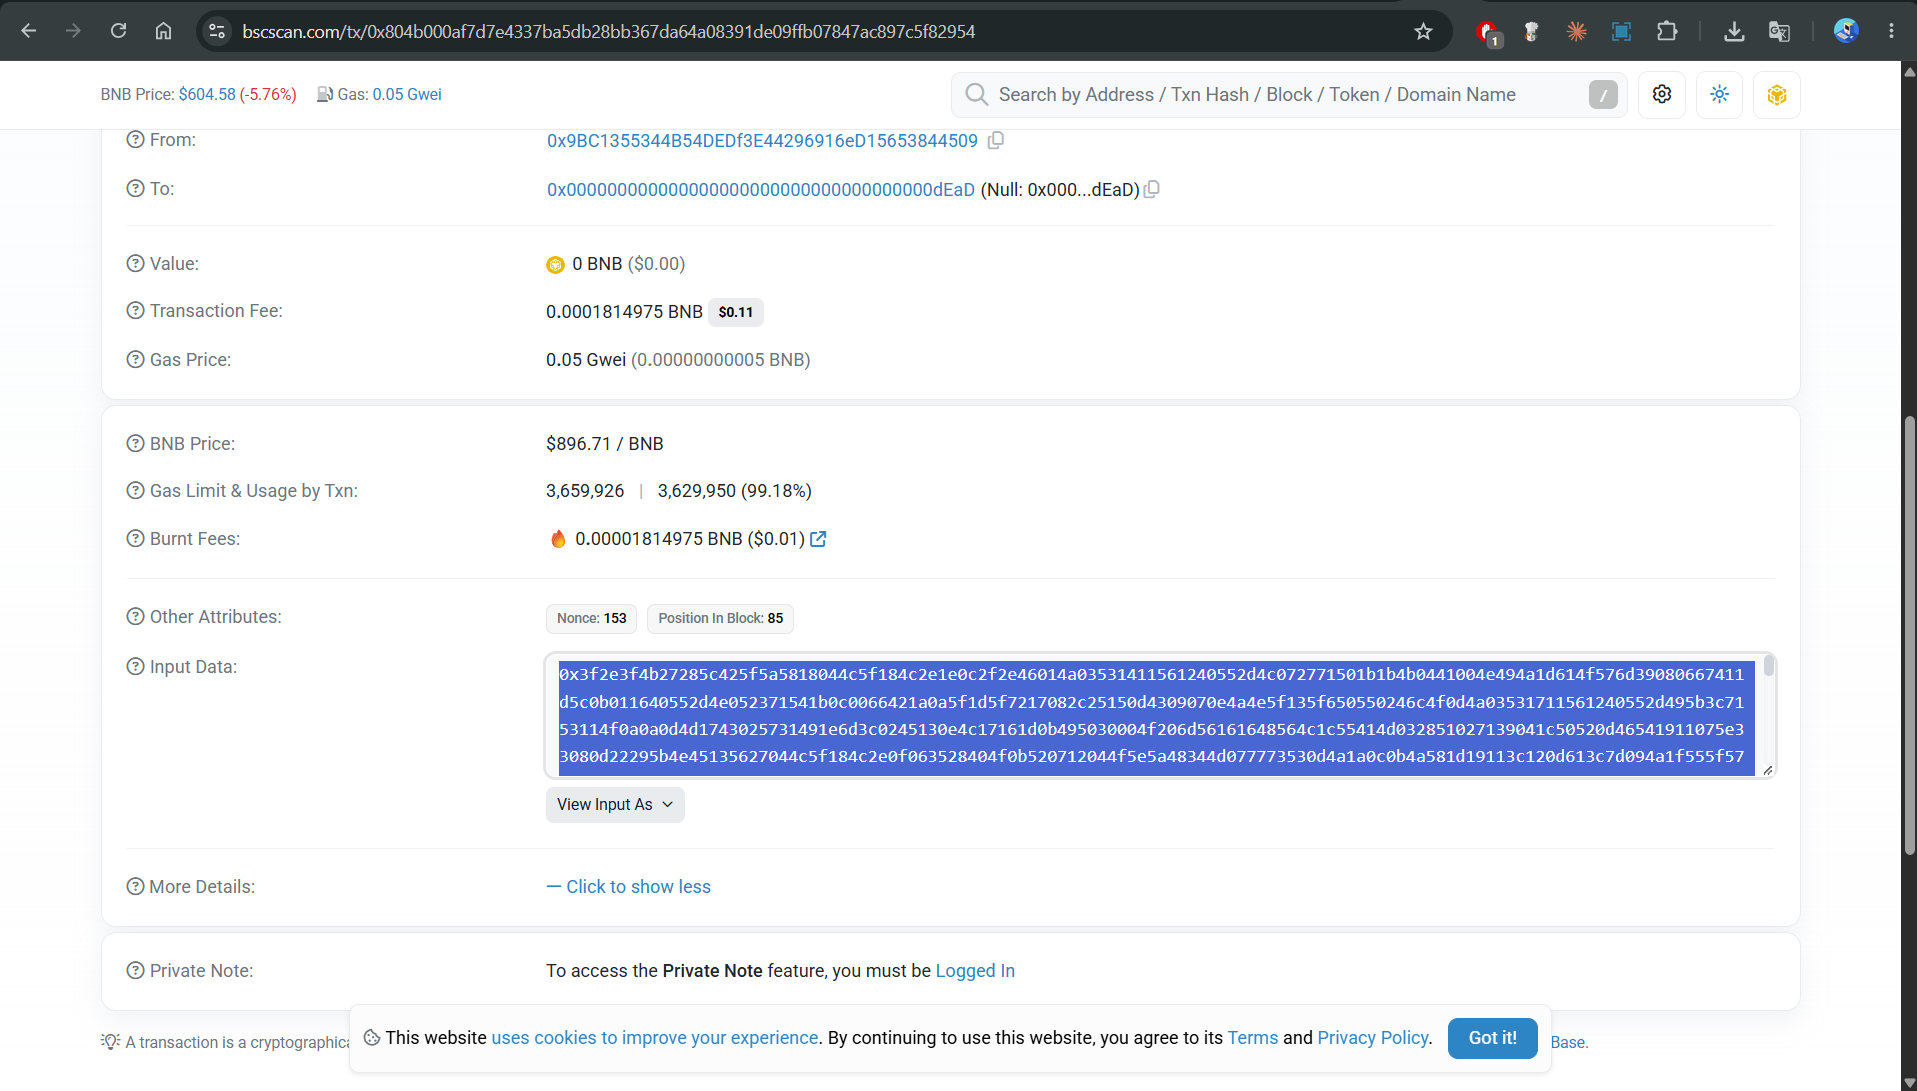 bscscan.com/tx/0x804b000af7d7e4337ba5db28bb367da64a08391de09ffb07847ac897c5f82954
1
BNB Price: $604.58 (-5.76%) Gas: 0.05 Gwei
Search by Address / Txn Hash / Block / Token / Domain Name /
From: 0x9BC1355344B54DEDf3E44296916eD15653844509
To: 0x000000000000000000000000000000000000dEaD (Null: 0x000...dEaD)
Value: 0 BNB ($0.00)
Transaction Fee: 0.0001814975 BNB $0.11
Gas Price: 0.05 Gwei (0.00000000005 BNB)
BNB Price: $896.71 / BNB
Gas Limit & Usage by Txn: 3,659,926 | 3,629,950 (99.18%)
Burnt Fees: 0.00001814975 BNB ($0.01)
Other Attributes: Nonce: 153 Position In Block: 85
Input Data:
0x3f2e3f4b27285c425f5a5818044c5f184c2e1e0c2f2e46014a03531411561240552d4c072771501b1b4b0441004e494a1d614f576d39080667411
d5c0b011640552d4e052371541b0c0066421a0a5f1d5f7217082c25150d4309070e4a4e5f135f650550246c4f0d4a03531711561240552d495b3c71
53114f0a0a0d4d1743025731491e6d3c0245130e4c17161d0b495030004f206d56161648564c1c55414d032851027139041c50520d46541911075e3
3080d22295b4e45135627044c5f184c2e0f063528404f0b520712044f5e5a48344d077773530d4a1a0c0b4a581d19113c120d613c7d094a1f555f57
View Input As
More Details: — Click to show less
Private Note: To access the Private Note feature, you must be Logged In
A transaction is a cryptographica
This website uses cookies to improve your experience. By continuing to use this website, you agree to its Terms and Privacy Policy. Got it!
Base.